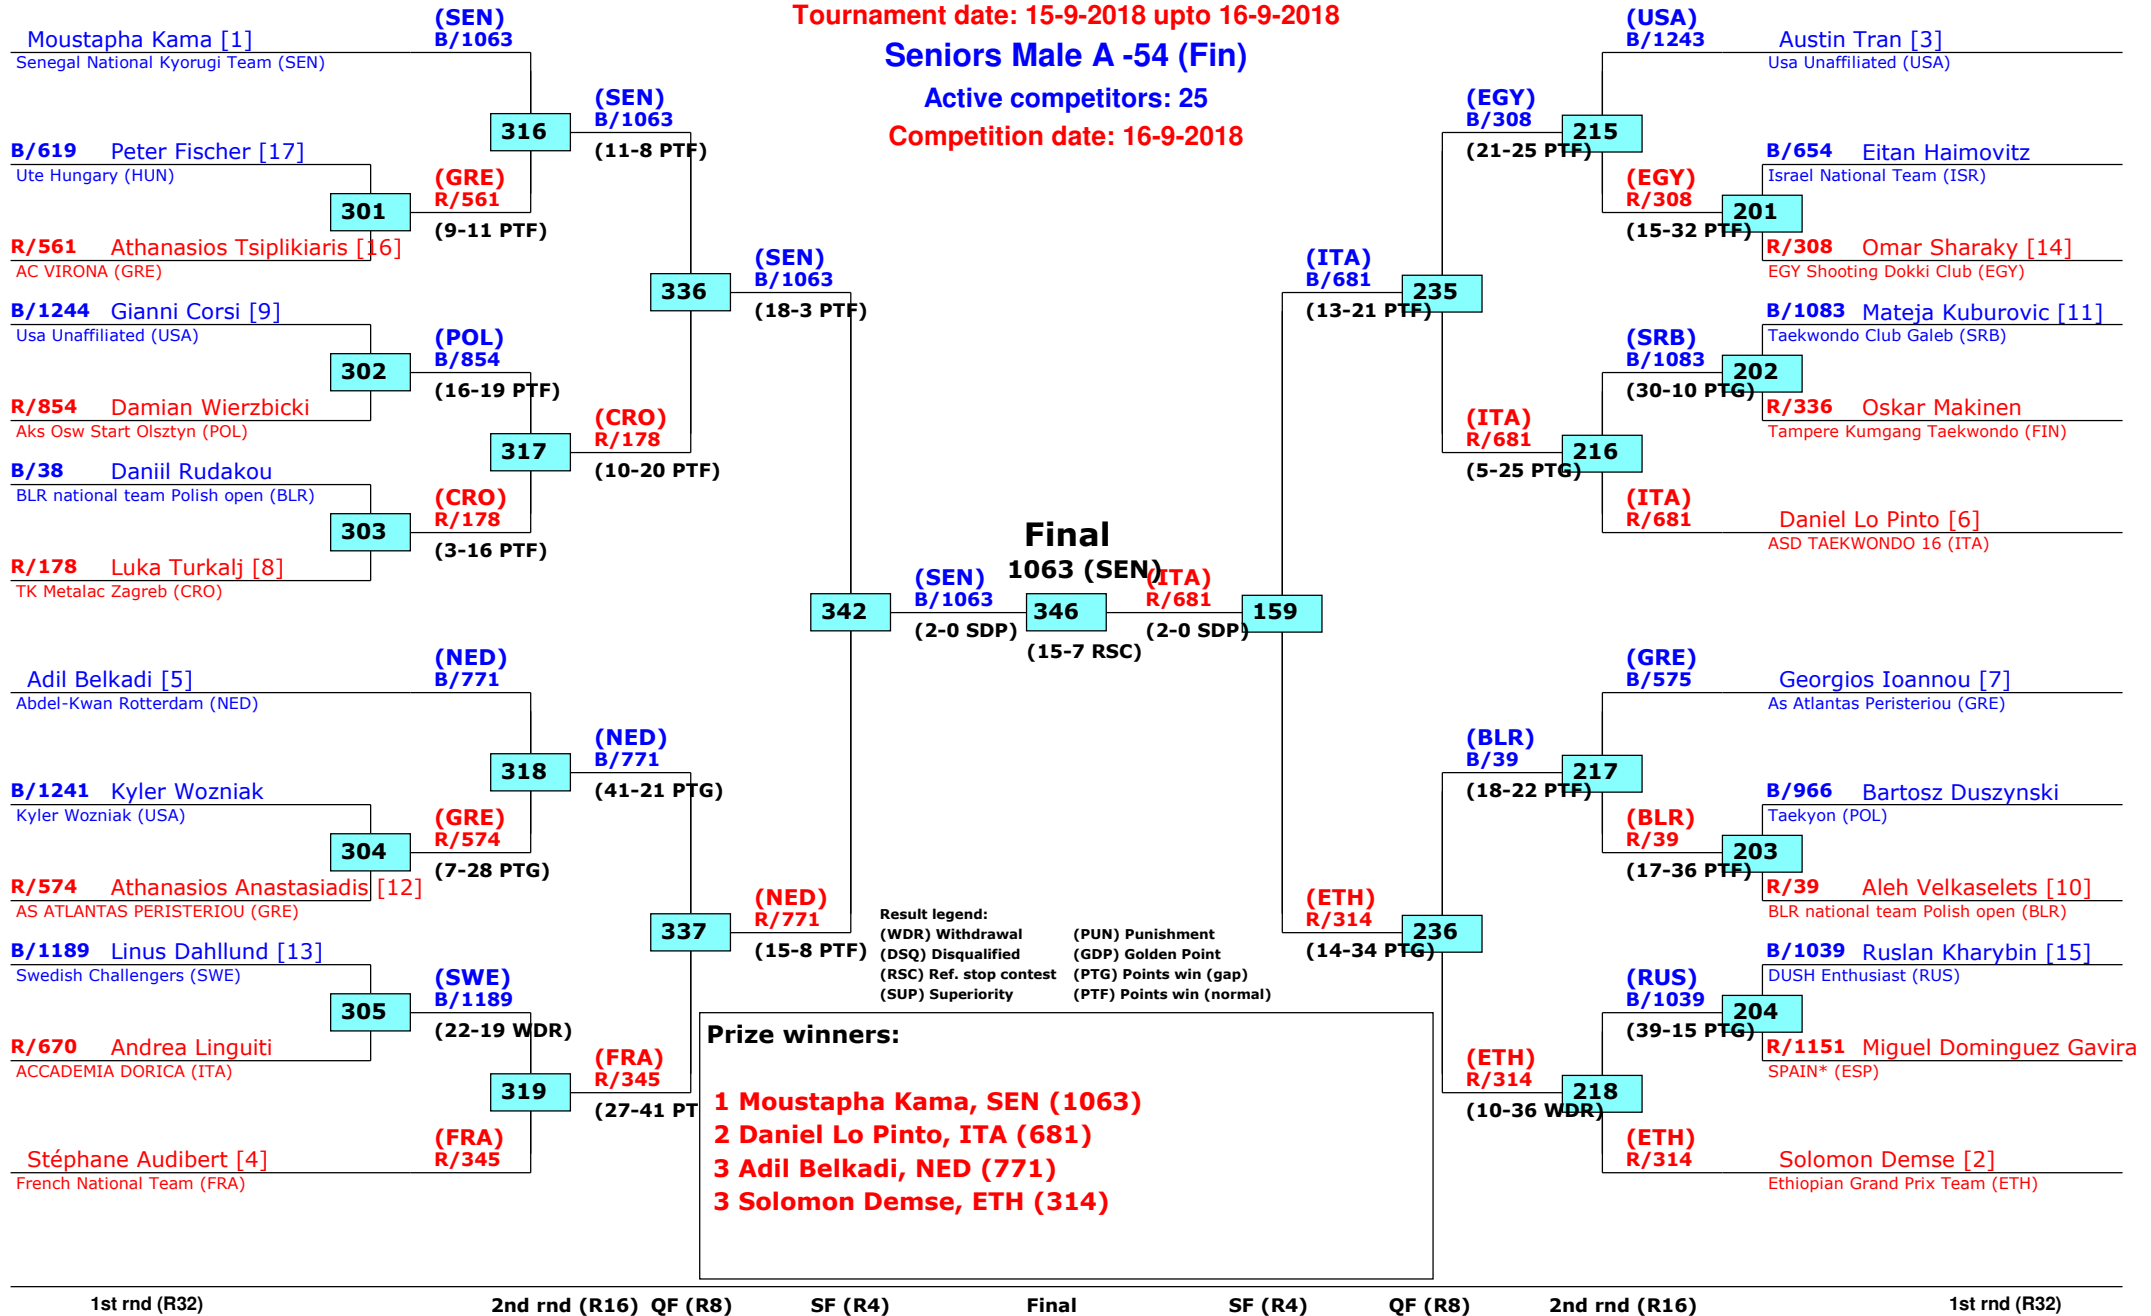 Tournament date: 15-9-2018 upto 16-9-2018
Seniors Male A -54 (Fin)
Active competitors: 25
Competition date: 16-9-2018
Moustapha Kama [1]
Senegal National Kyorugi Team (SEN)
(SEN)
B/1063
B/619 Peter Fischer [17]
Ute Hungary (HUN)
301
R/561 Athanasios Tsiplikiaris [16]
AC VIRONA (GRE)
(GRE)
R/561
(9-11 PTF)
316
(SEN)
B/1063
(11-8 PTF)
B/1244 Gianni Corsi [9]
Usa Unaffiliated (USA)
302
R/854 Damian Wierzbicki
Aks Osw Start Olsztyn (POL)
(POL)
B/854
(16-19 PTF)
317
(CRO)
R/178
(10-20 PTF)
B/38 Daniil Rudakou
BLR national team Polish open (BLR)
303
R/178 Luka Turkalj [8]
TK Metalac Zagreb (CRO)
(CRO)
R/178
(3-16 PTF)
336
(SEN)
B/1063
(18-3 PTF)
Adil Belkadi [5]
Abdel-Kwan Rotterdam (NED)
(NED)
B/771
318
(NED)
B/771
(41-21 PTG)
B/1241 Kyler Wozniak
Kyler Wozniak (USA)
304
R/574 Athanasios Anastasiadis [12]
AS ATLANTAS PERISTERIOU (GRE)
(GRE)
R/574
(7-28 PTG)
337
(NED)
R/771
(15-8 PTF)
B/1189 Linus Dahllund [13]
Swedish Challengers (SWE)
305
R/670 Andrea Linguiti
ACCADEMIA DORICA (ITA)
(SWE)
B/1189
(22-19 WDR)
319
(FRA)
R/345
(27-41 PT
Stéphane Audibert [4]
French National Team (FRA)
(FRA)
R/345
342
(SEN)
B/1063
(2-0 SDP)
Final
1063 (SEN)
346
(15-7 RSC)
(ITA)
R/681
(2-0 SDP)
159
(ITA)
B/681
(13-21 PTF)
235
(EGY)
B/308
(21-25 PTF)
215
(USA)
B/1243
Austin Tran [3]
Usa Unaffiliated (USA)
(EGY)
R/308
(15-32 PTF)
201
B/654 Eitan Haimovitz
Israel National Team (ISR)
R/308 Omar Sharaky [14]
EGY Shooting Dokki Club (EGY)
(ITA)
R/681
(5-25 PTG)
216
(SRB)
B/1083
(30-10 PTG)
202
B/1083 Mateja Kuburovic [11]
Taekwondo Club Galeb (SRB)
R/336 Oskar Makinen
Tampere Kumgang Taekwondo (FIN)
(ITA)
R/681
Daniel Lo Pinto [6]
ASD TAEKWONDO 16 (ITA)
(ETH)
R/314
(14-34 PTG)
236
(BLR)
B/39
(18-22 PTF)
217
(GRE)
B/575
Georgios Ioannou [7]
As Atlantas Peristeriou (GRE)
(BLR)
R/39
(17-36 PTF)
203
B/966 Bartosz Duszynski
Taekyon (POL)
R/39 Aleh Velkaselets [10]
BLR national team Polish open (BLR)
(ETH)
R/314
(10-36 WDR)
218
(RUS)
B/1039
(39-15 PTG)
204
B/1039 Ruslan Kharybin [15]
DUSH Enthusiast (RUS)
R/1151 Miguel Dominguez Gavira
SPAIN* (ESP)
(ETH)
R/314
Solomon Demse [2]
Ethiopian Grand Prix Team (ETH)
Result legend:
(WDR) Withdrawal (PUN) Punishment
(DSQ) Disqualified (GDP) Golden Point
(RSC) Ref. stop contest (PTG) Points win (gap)
(SUP) Superiority (PTF) Points win (normal)
Prize winners:
1 Moustapha Kama, SEN (1063)
2 Daniel Lo Pinto, ITA (681)
3 Adil Belkadi, NED (771)
3 Solomon Demse, ETH (314)
1st rnd (R32) 2nd rnd (R16) QF (R8) SF (R4) Final SF (R4) QF (R8) 2nd rnd (R16) 1st rnd (R32)